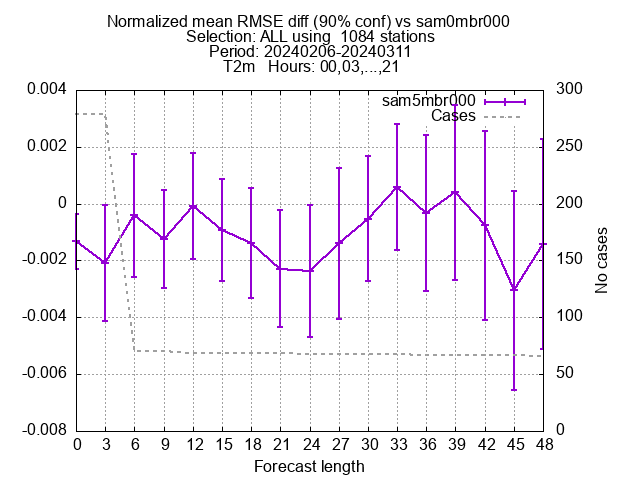 Normalized mean RMSE diff (90% conf) vs sam0mbr000
Selection: ALL using  1084 stations
Period: 20240206-20240311
T2m   Hours: 00,03,...,21
sam5mbr000
Cases
0.004
0.002
0
-0.002
-0.004
-0.006
-0.008
300
250
200
150
100
50
0
No cases
0 3 6 9 12 15 18 21 24 27 30 33 36 39 42 45 48
Forecast length